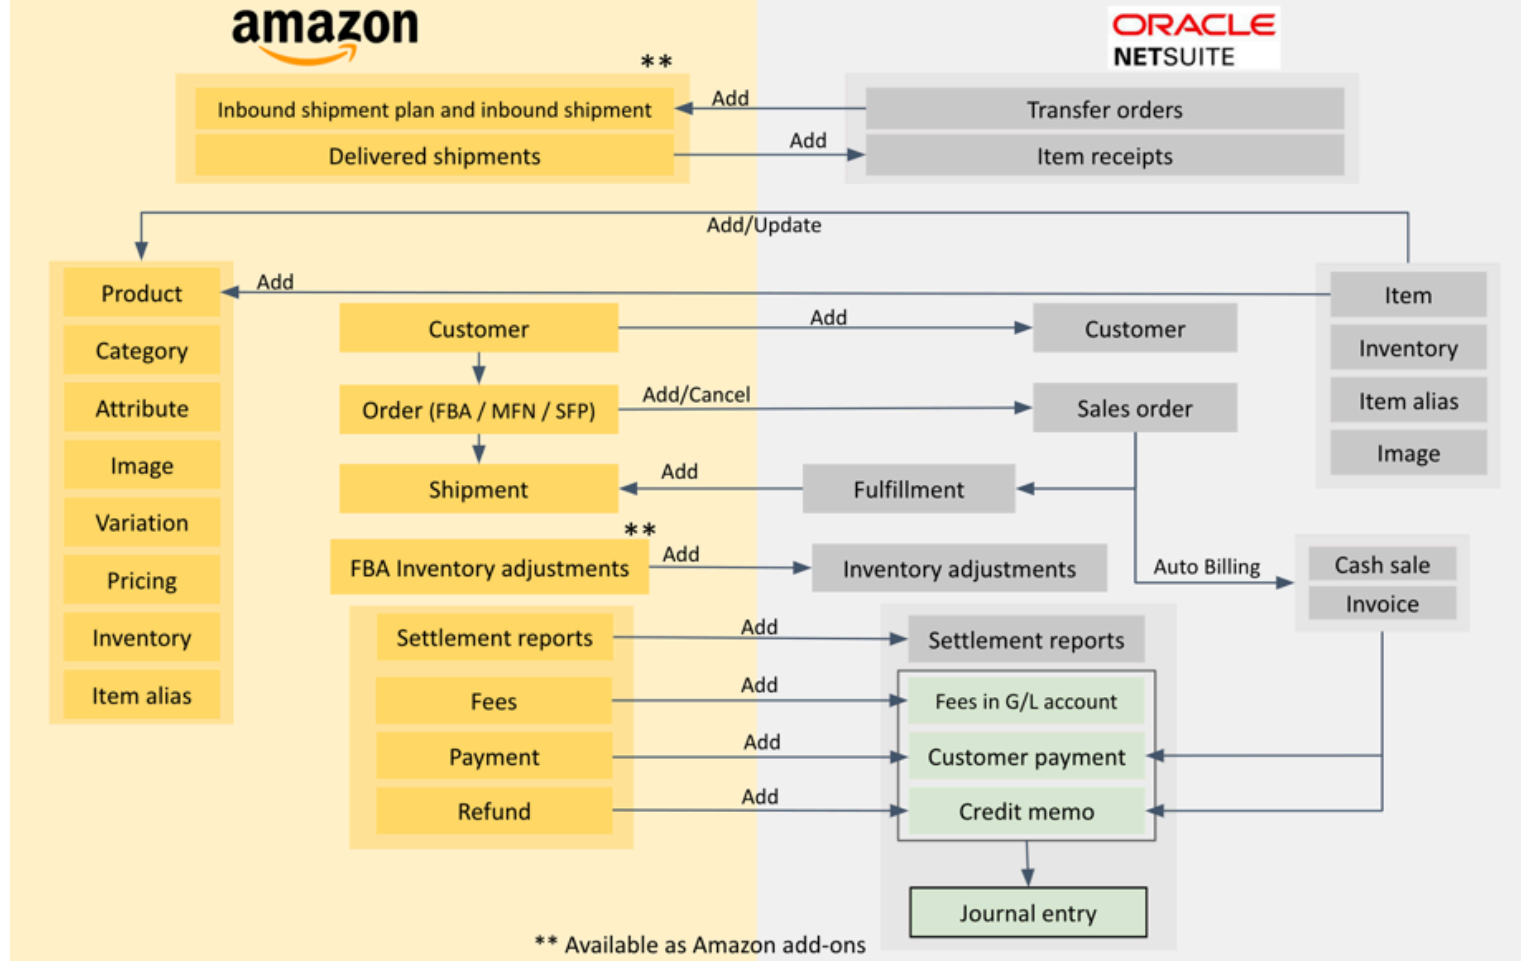 amazon
ORACLE
NETSUITE
**
Inbound shipment plan and inbound shipment
Add
Transfer orders
Delivered shipments
Add
Item receipts
Add/Update
Product
Add
Item
Category
Attribute
Image
Variation
Pricing
Inventory
Item alias
Customer
Add
Customer
Order (FBA / MFN / SFP)
Add/Cancel
Sales order
Shipment
Add
Fulfillment
Inventory
Item alias
Image
**
FBA Inventory adjustments
Add
Inventory adjustments
Auto Billing
Cash sale
Invoice
Settlement reports
Add
Settlement reports
Fees
Add
Fees in G/L account
Payment
Add
Customer payment
Refund
Add
Credit memo
Journal entry
** Available as Amazon add-ons